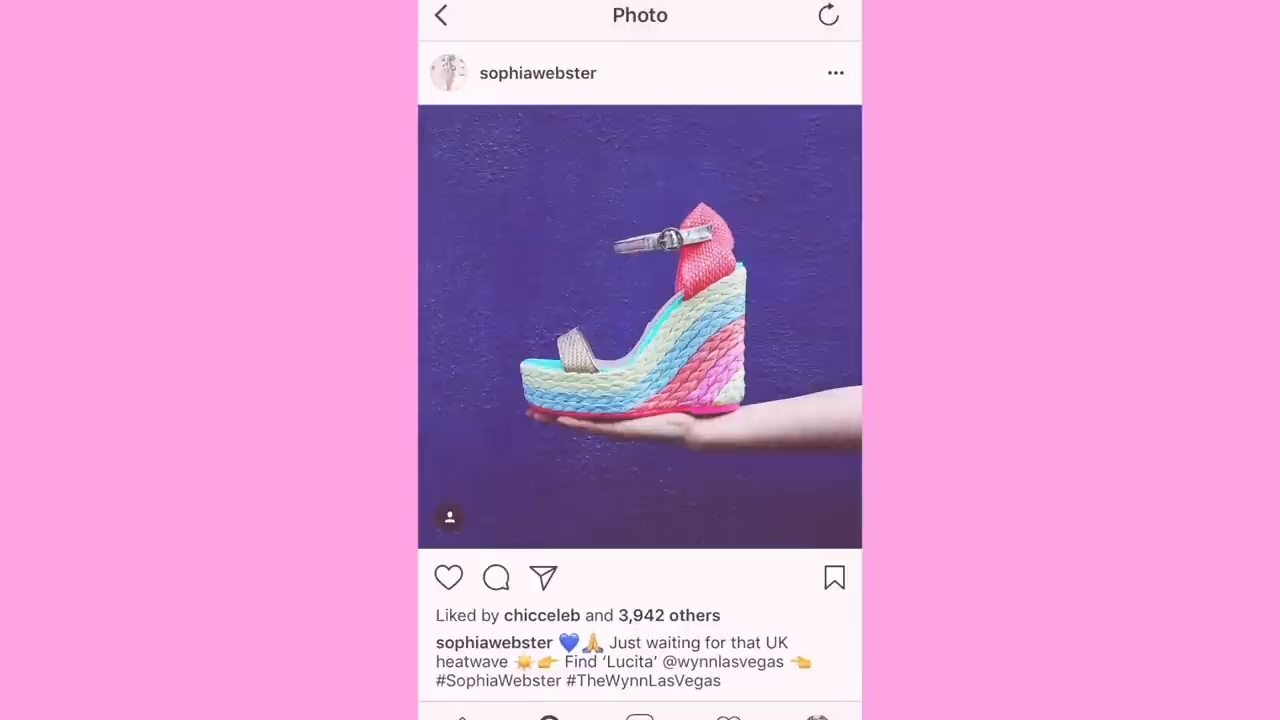 Photo
sophiawebster
Liked by chicceleb and 3,942 others
sophiawebster 💙🙏 Just waiting for that UK
heatwave ☀️👉 Find ‘Lucita’ @wynnlasvegas 👈
#SophiaWebster #TheWynnLasVegas